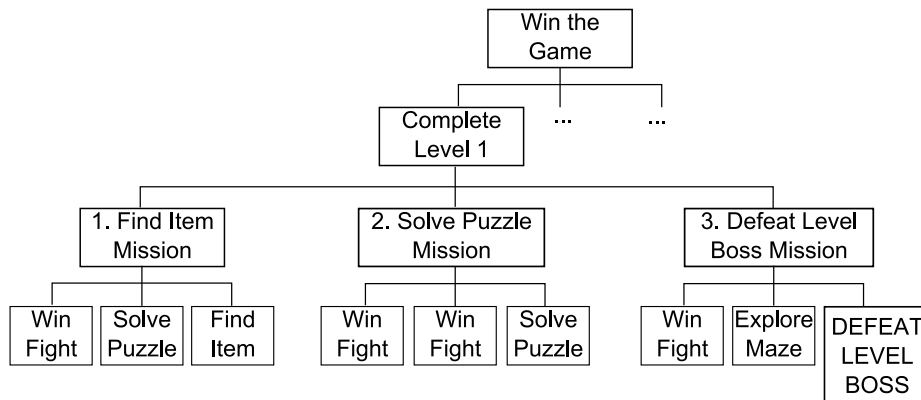 Win the
Game
...
...
Complete
Level 1
1. Find Item
Mission
2. Solve Puzzle
Mission
3. Defeat Level
Boss Mission
Win
Fight
Solve
Puzzle
Find
Item
Win
Fight
Win
Fight
Solve
Puzzle
Win
Fight
Explore
Maze
DEFEAT
LEVEL
BOSS